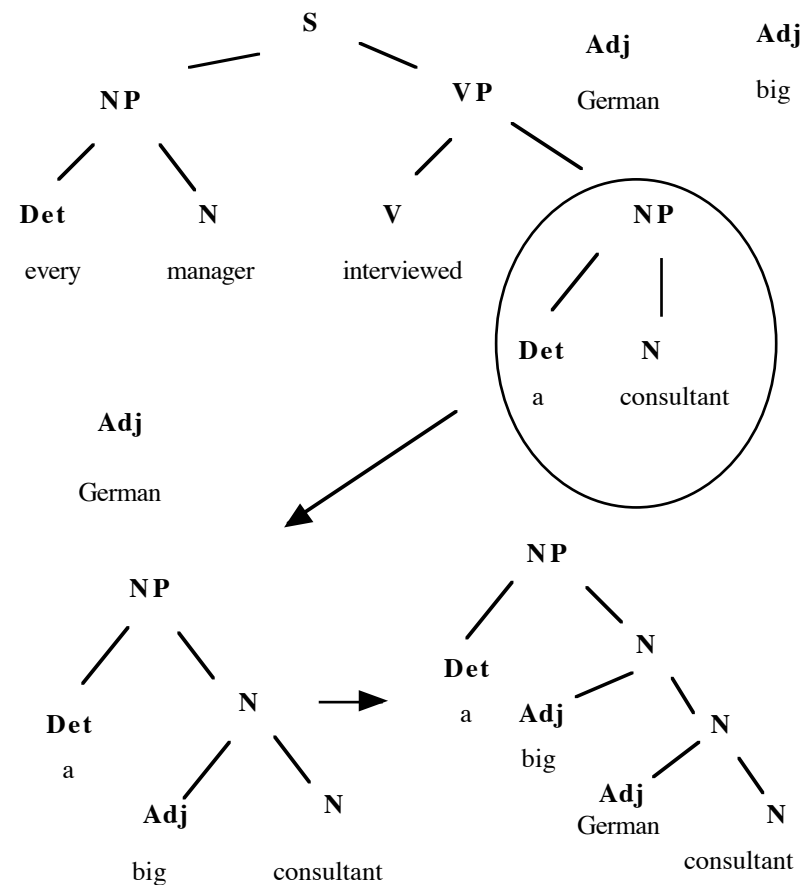 S
Adj
Adj
NP
VP
German
big
Det
N
V
NP
every
manager
interviewed
Det
N
a
consultant
Adj
German
NP
NP
N
Det
N
Det
a
Adj
N
a
big
Adj
N
Adj
N
German
big
consultant
consultant